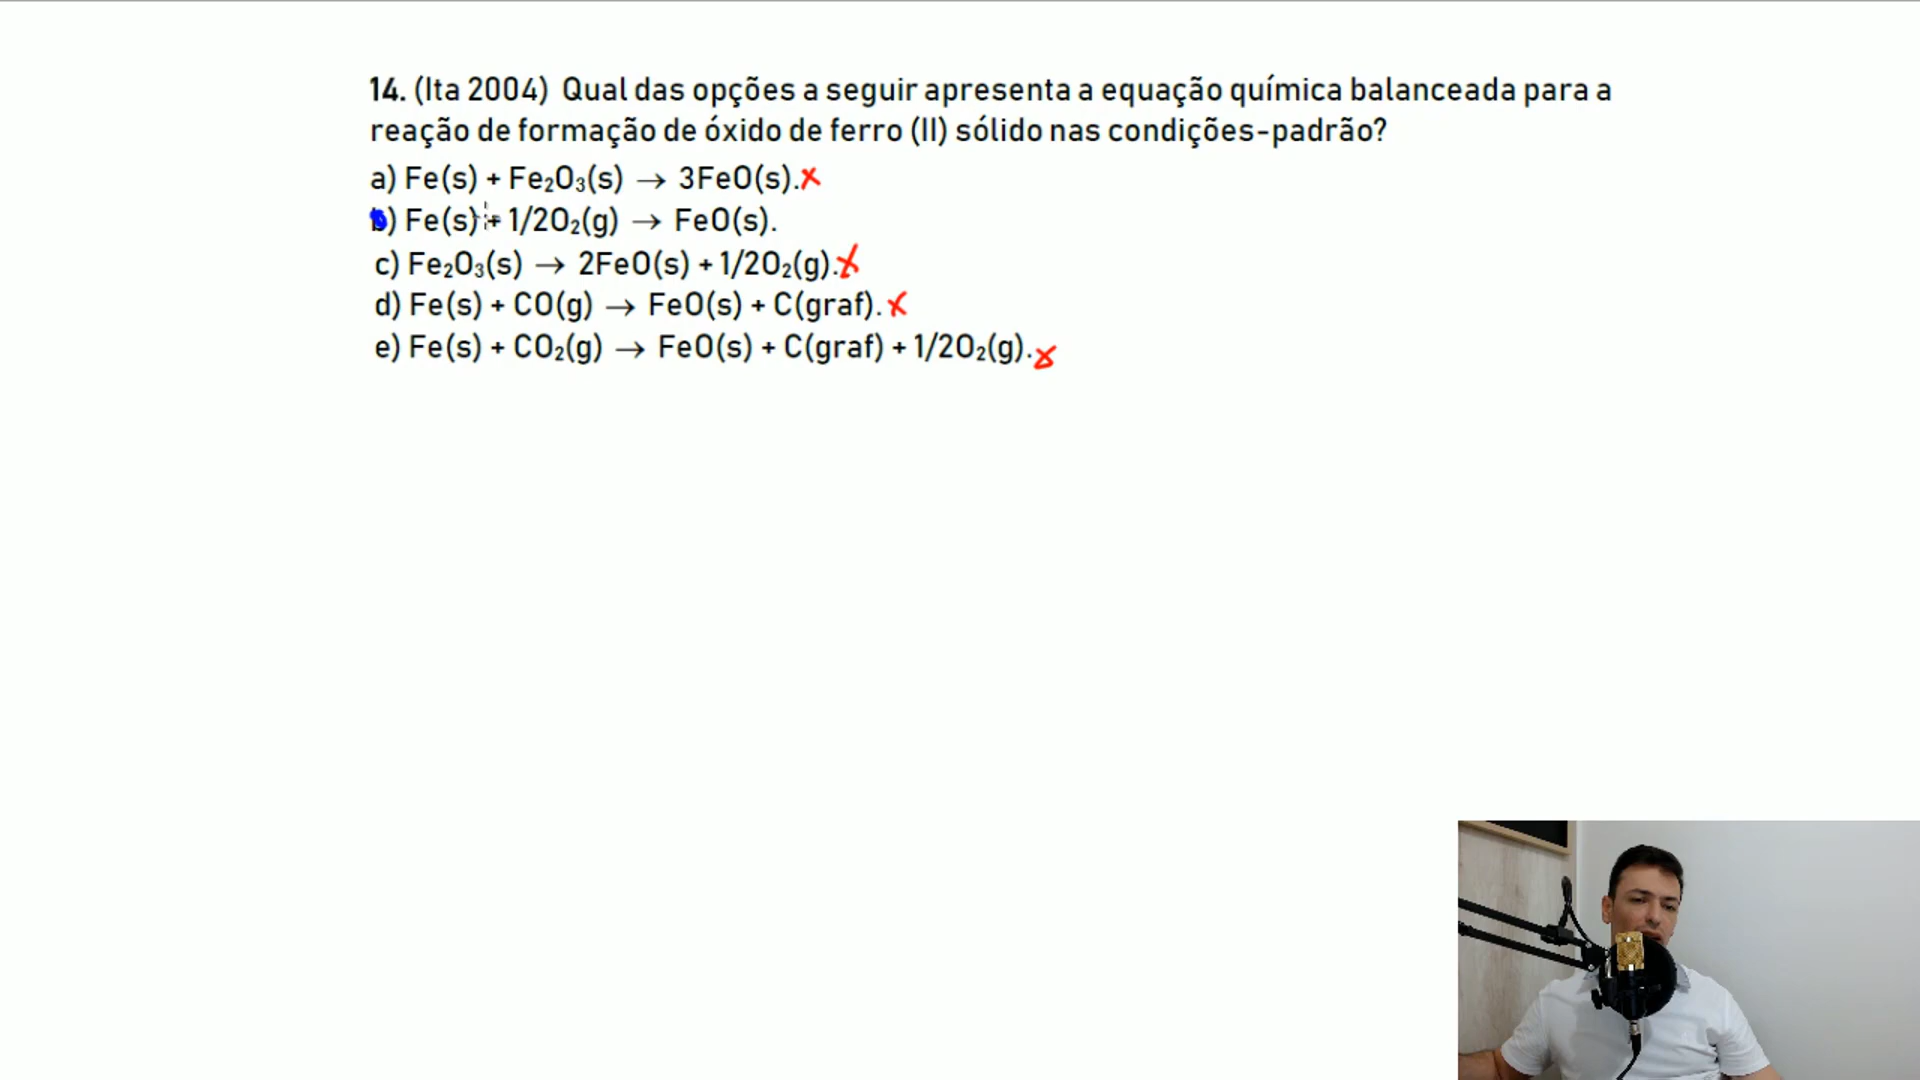 14. (Ita 2004) Qual das opções a seguir apresenta a equação química balanceada para a
reação de formação de óxido de ferro (II) sólido nas condições-padrão?
a) Fe(s) + Fe₂O₃(s) → 3FeO(s).
b) Fe(s) + 1/2O₂(g) → FeO(s).
c) Fe₂O₃(s) → 2FeO(s) + 1/2O₂(g).
d) Fe(s) + CO(g) → FeO(s) + C(graf).
e) Fe(s) + CO₂(g) → FeO(s) + C(graf) + 1/2O₂(g).